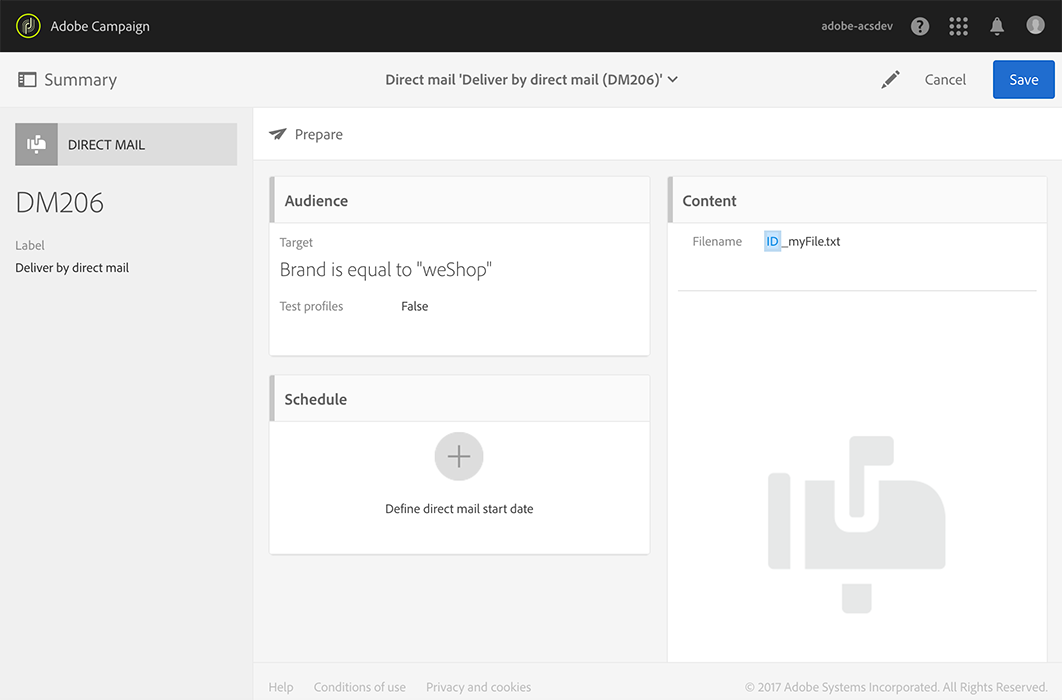 Adobe Campaign
adobe-acsdev
Summary
Direct mail 'Deliver by direct mail (DM206)'
Cancel
Save
DIRECT MAIL
DM206
Label
Deliver by direct mail
Prepare
Audience
Target
Brand is equal to "weShop"
Test profiles False
Schedule
Define direct mail start date
Content
Filename ID_myFile.txt
Help Conditions of use Privacy and cookies
© 2017 Adobe Systems Incorporated. All Rights Reserved.